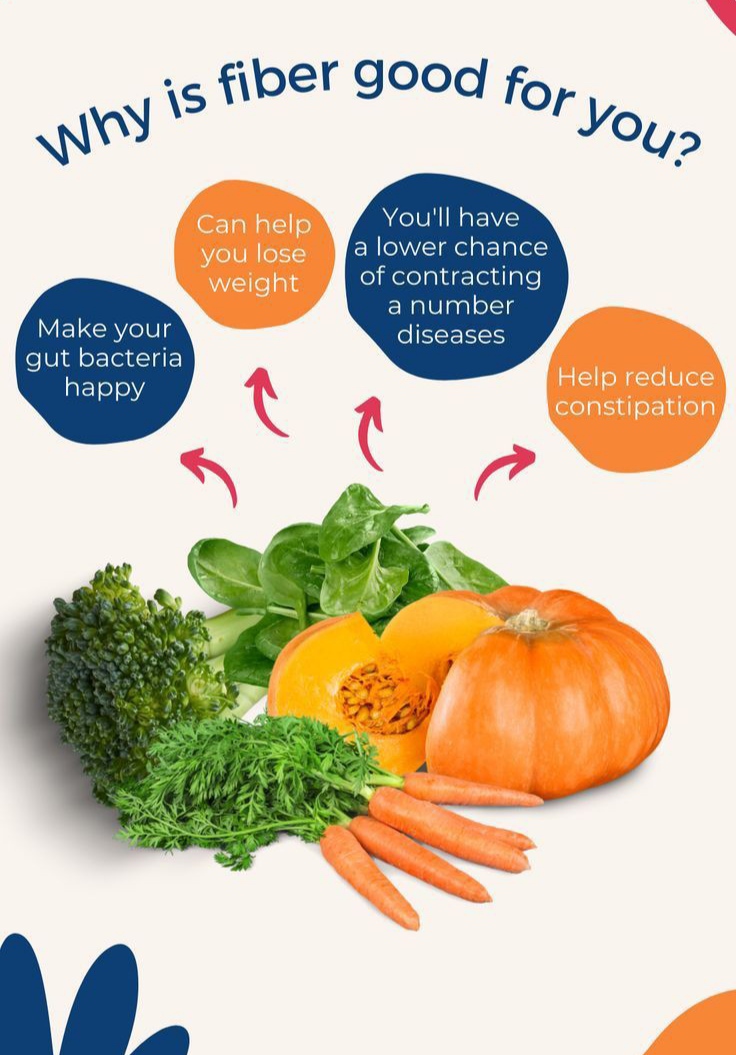 Why is fiber good for you?
Make your
gut bacteria
happy
Can help
you lose
weight
You'll have
a lower chance
of contracting
a number
diseases
Help reduce
constipation